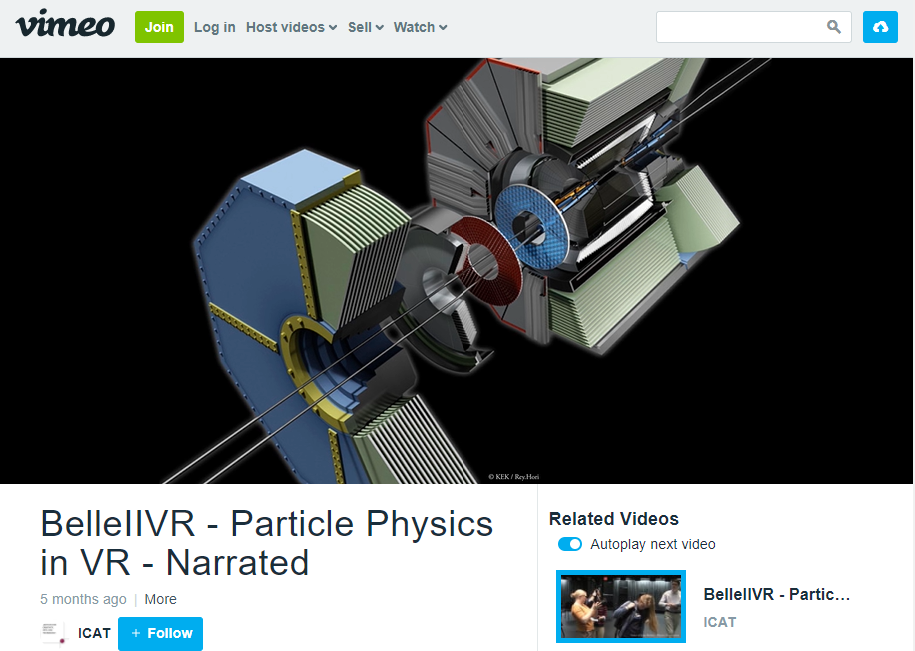 vimeo
Join Log in Host videos Sell Watch
© KEK / Rey.Hori
BelleIIVR - Particle Physics
in VR - Narrated
5 months ago | More
ICAT + Follow
Related Videos
Autoplay next video
BelleIIVR - Partic...
ICAT